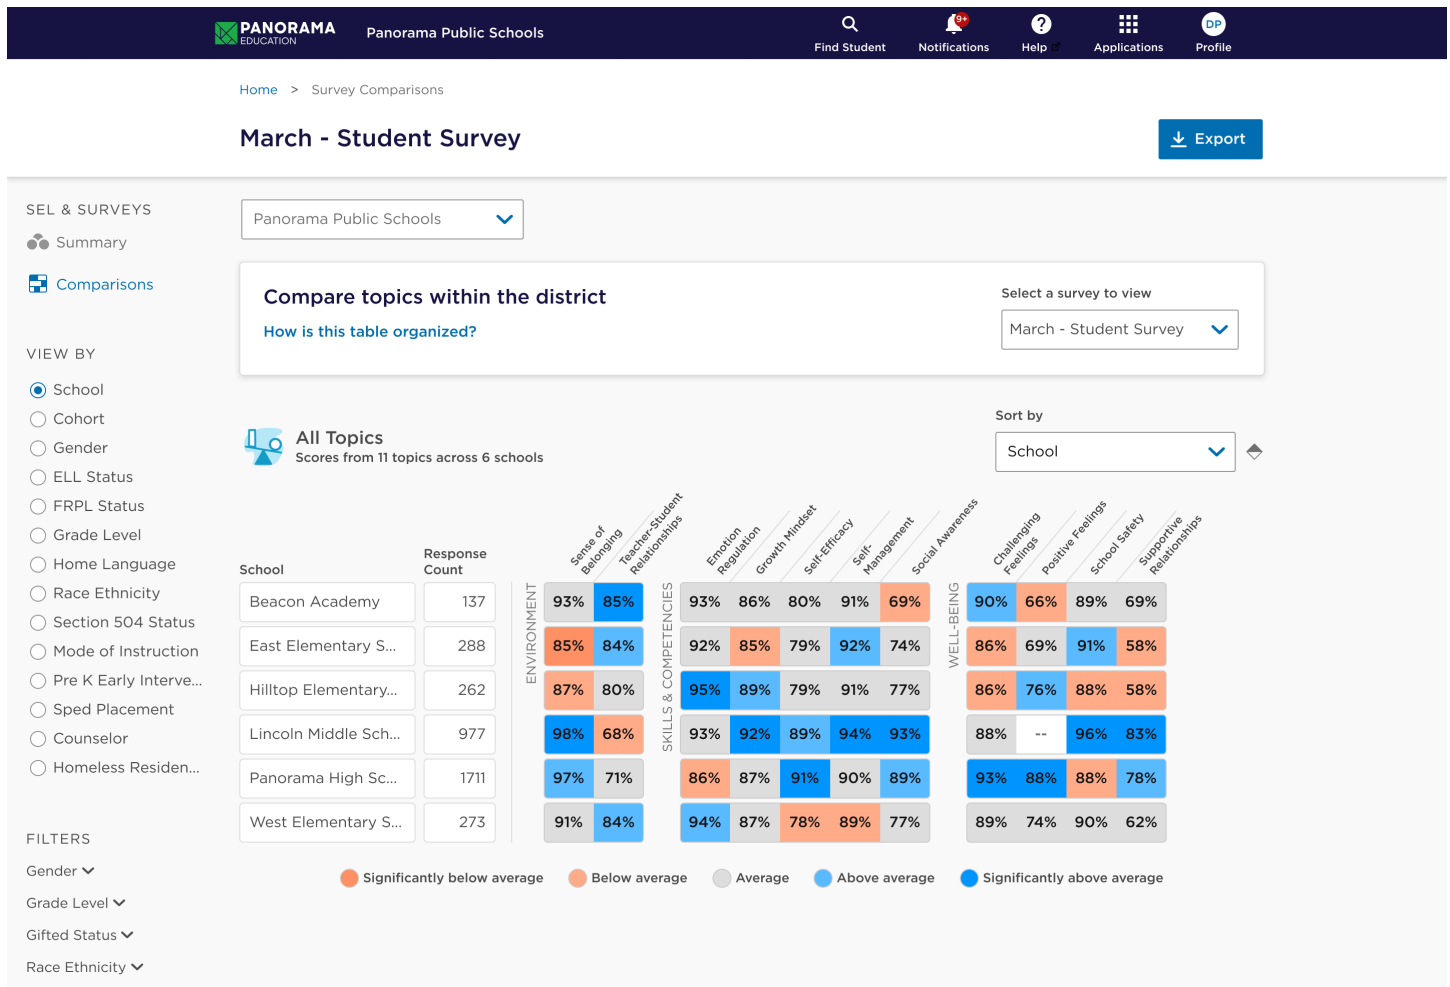 PANORAMA
EDUCATION
Panorama Public Schools
Find Student
9+
Notifications
Help
Applications
DP
Profile
Home > Survey Comparisons
March - Student Survey
Export
SEL & SURVEYS
Summary
Comparisons
VIEW BY
School
Cohort
Gender
ELL Status
FRPL Status
Grade Level
Home Language
Race Ethnicity
Section 504 Status
Mode of Instruction
Pre K Early Interve...
Sped Placement
Counselor
Homeless Residen...
FILTERS
Gender
Grade Level
Gifted Status
Race Ethnicity
Panorama Public Schools
Compare topics within the district
How is this table organized?
Select a survey to view
March - Student Survey
All Topics
Scores from 11 topics across 6 schools
Sort by
School
School
Response
Count
ENVIRONMENT
Sense of
Belonging
Teacher-Student
Relationships
SKILLS & COMPETENCIES
Emotion
Regulation
Growth Mindset
Self-Efficacy
Self-
Management
Social Awareness
WELL-BEING
Challenging
Feelings
Positive Feelings
School Safety
Supportive
Relationships
Beacon Academy 137 93% 85% 93% 86% 80% 91% 69% 90% 66% 89% 69%
East Elementary S... 288 85% 84% 92% 85% 79% 92% 74% 86% 69% 91% 58%
Hilltop Elementary... 262 87% 80% 95% 89% 79% 91% 77% 86% 76% 88% 58%
Lincoln Middle Sch... 977 98% 68% 93% 92% 89% 94% 93% 88% -- 96% 83%
Panorama High Sc... 1711 97% 71% 86% 87% 91% 90% 89% 93% 88% 88% 78%
West Elementary S... 273 91% 84% 94% 87% 78% 89% 77% 89% 74% 90% 62%
Significantly below average
Below average
Average
Above average
Significantly above average